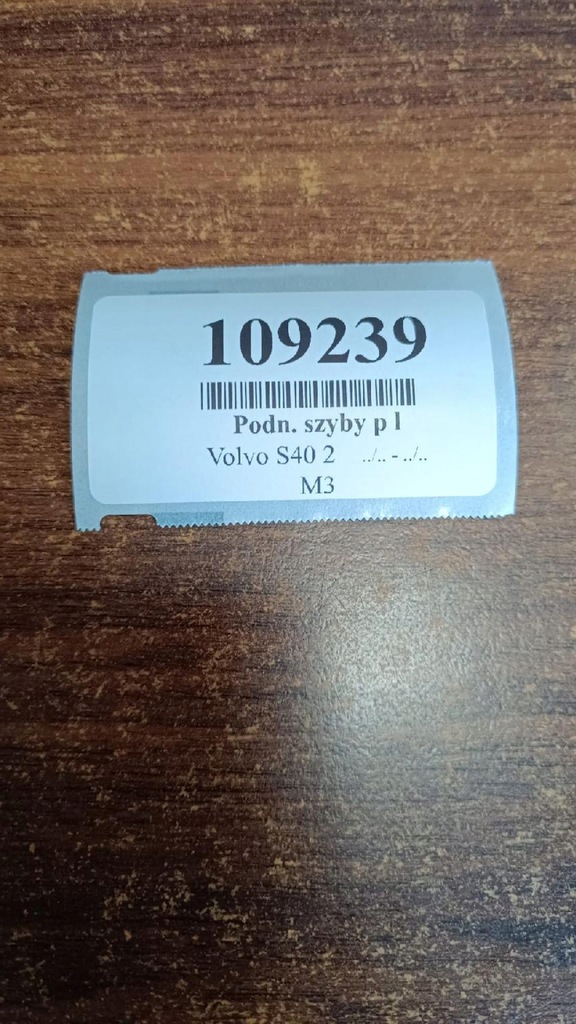 109239
Podn. szyby p l
Volvo S40 2 ../.. - ../..
M3